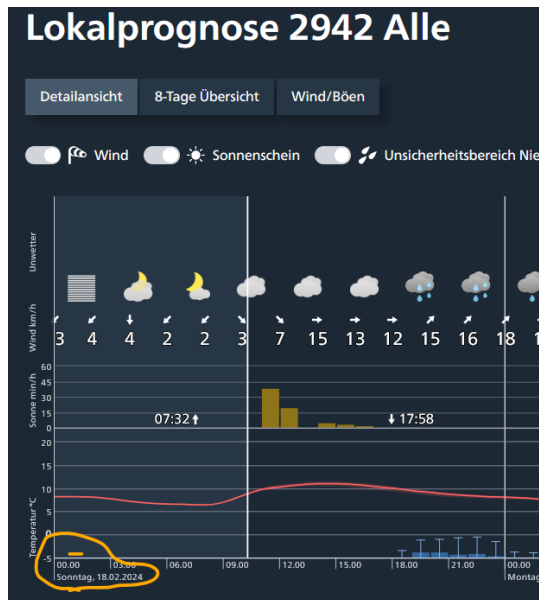 Lokalprognose 2942 Alle
Detailansicht 8-Tage Übersicht Wind/Böen
Wind Sonnenschein Unsicherheitsbereich Nie
Unwetter
Wind km/h
3 4 4 2 2 3 7 15 13 12 15 16 18 1
Sonne min/h
60
45
30
15
0
07:32 17:58
Temperatur °C
20
15
10
5
0
-5
00.00 03.00 06.00 09.00 12.00 15.00 18.00 21.00 00.00
Sonntag, 18.02.2024 Montag